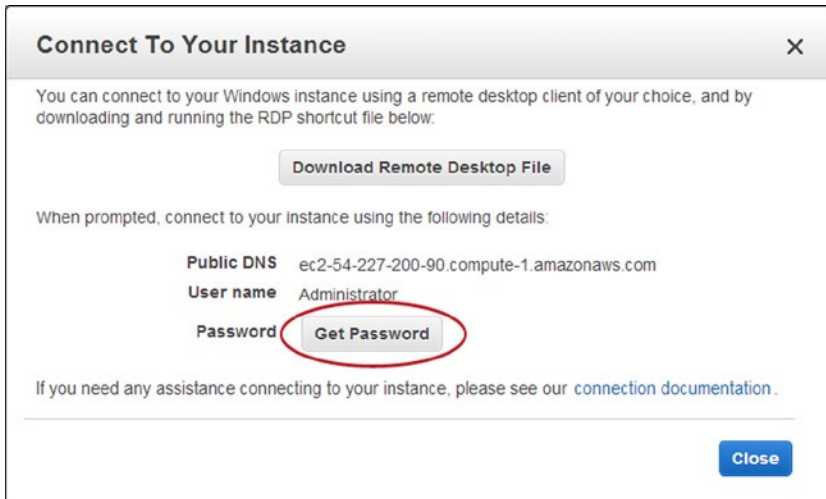 Connect To Your Instance
You can connect to your Windows instance using a remote desktop client of your choice, and by
downloading and running the RDP shortcut file below:
Download Remote Desktop File
When prompted, connect to your instance using the following details:
Public DNS ec2-54-227-200-90.compute-1.amazonaws.com
User name Administrator
Password Get Password
If you need any assistance connecting to your instance, please see our connection documentation.
Close